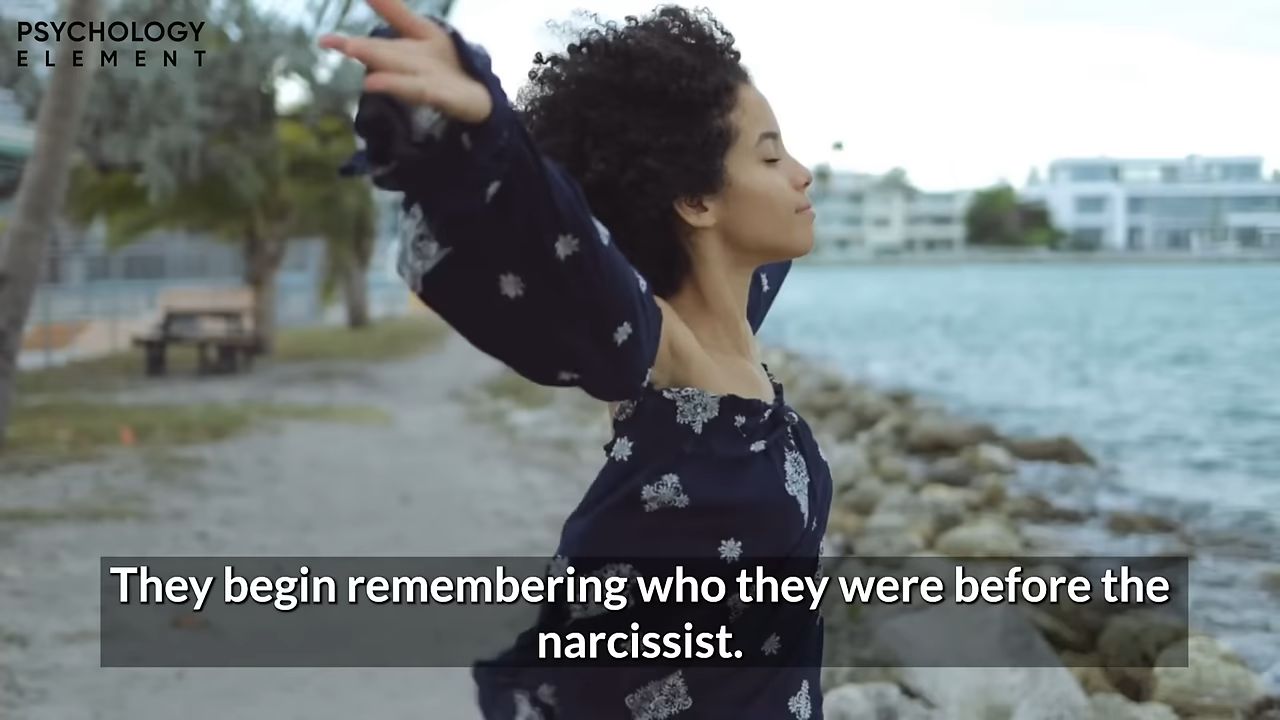 PSYCHOLOGY
ELEMENT
They begin remembering who they were before the
narcissist.